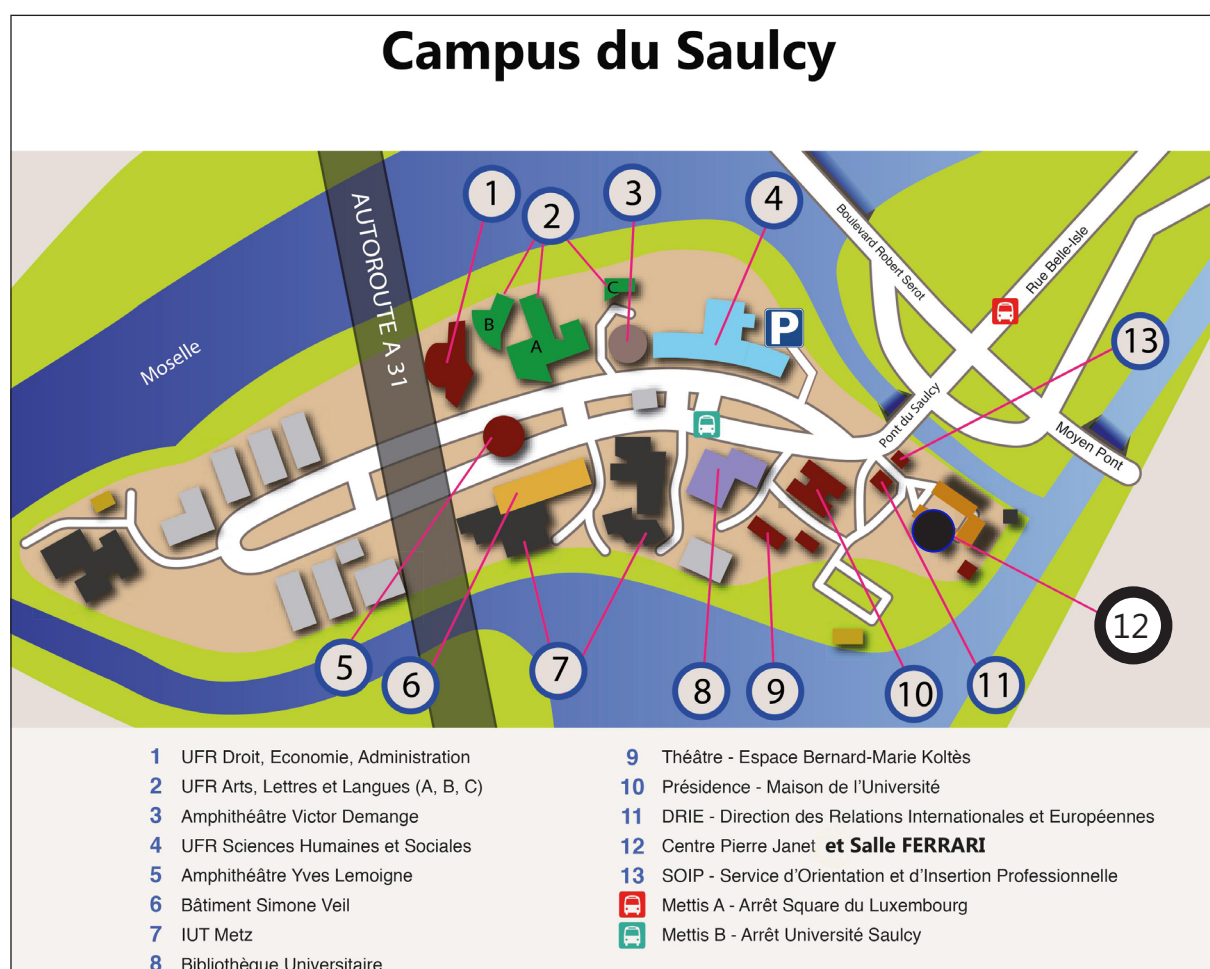 Campus du Saulcy
1
2
3
4
P
13
AUTOROUTE A 31
Moselle
Boulevard Robert Serot
Rue Belle-Isle
Pont du Saulcy
Moyen Pont
A
B
C
5
6
7
8
9
10
11
12
1 UFR Droit, Economie, Administration
2 UFR Arts, Lettres et Langues (A, B, C)
3 Amphithéâtre Victor Demange
4 UFR Sciences Humaines et Sociales
5 Amphithéâtre Yves Lemoigne
6 Bâtiment Simone Veil
7 IUT Metz
8 Bibliothèque Universitaire
9 Théâtre - Espace Bernard-Marie Koltès
10 Présidence - Maison de l'Université
11 DRIE - Direction des Relations Internationales et Européennes
12 Centre Pierre Janet et Salle FERRARI
13 SOIP - Service d'Orientation et d'Insertion Professionnelle
Mettis A - Arrêt Square du Luxembourg
Mettis B - Arrêt Université Saulcy